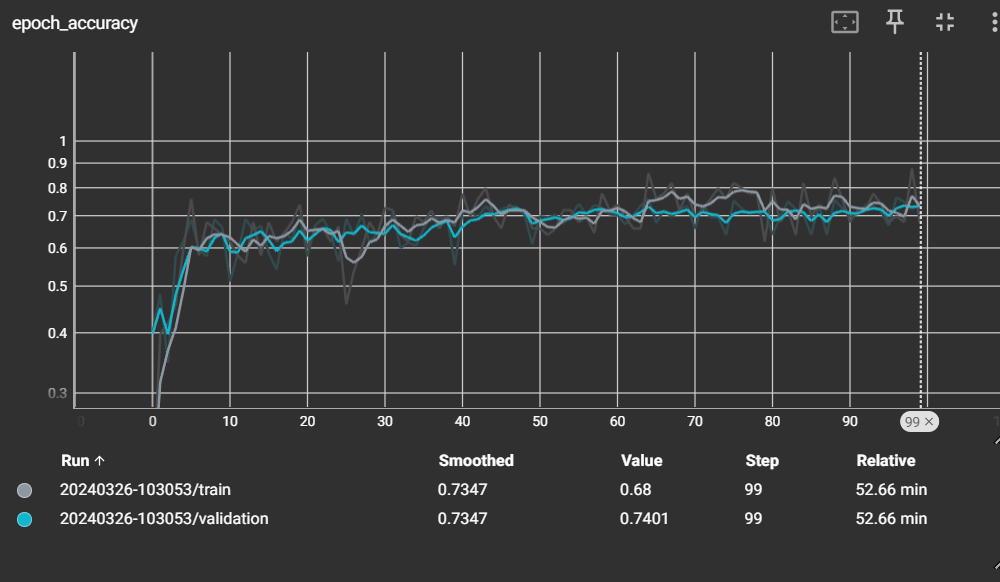 epoch_accuracy
1
0.9
0.8
0.7
0.6
0.5
0.4
0.3
0 0 10 20 30 40 50 60 70 80 90 99
Run Smoothed Value Step Relative
20240326-103053/train 0.7347 0.68 99 52.66 min
20240326-103053/validation 0.7347 0.7401 99 52.66 min